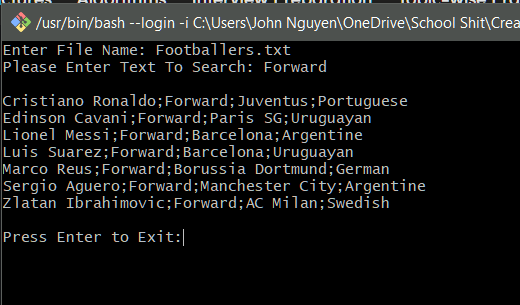 /usr/bin/bash --login -i C:\Users\John Nguyen\OneDrive\School Shit\Crea
Enter File Name: Footballers.txt
Please Enter Text To Search: Forward
Cristiano Ronaldo;Forward;Juventus;Portuguese
Edinson Cavani;Forward;Paris SG;Uruguayan
Lionel Messi;Forward;Barcelona;Argentine
Luis Suarez;Forward;Barcelona;Uruguayan
Marco Reus;Forward;Borussia Dortmund;German
Sergio Aguero;Forward;Manchester City;Argentine
Zlatan Ibrahimovic;Forward;AC Milan;Swedish
Press Enter to Exit: